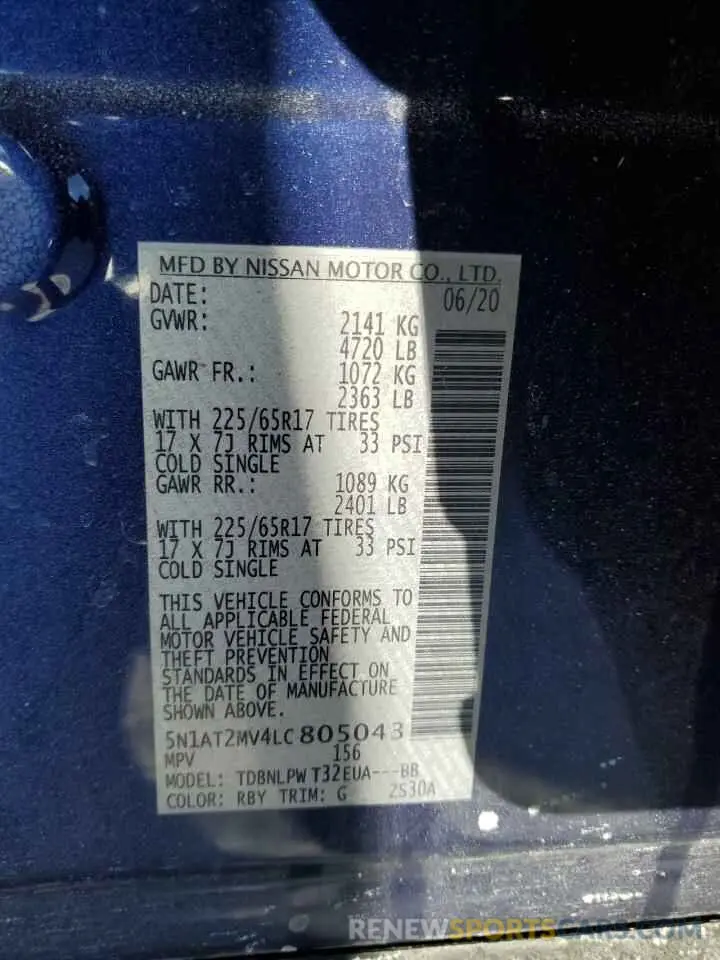 MFD BY NISSAN MOTOR CO., LTD.
DATE: 06/20
GVWR: 2141 KG
4720 LB
GAWR FR.: 1072 KG
2363 LB
WITH 225/65R17 TIRES
17 X 7J RIMS AT 33 PSI
COLD SINGLE
GAWR RR.: 1089 KG
2401 LB
WITH 225/65R17 TIRES
17 X 7J RIMS AT 33 PSI
COLD SINGLE
THIS VEHICLE CONFORMS TO
ALL APPLICABLE FEDERAL
MOTOR VEHICLE SAFETY AND
THEFT PREVENTION
STANDARDS IN EFFECT ON
THE DATE OF MANUFACTURE
SHOWN ABOVE.
5N1AT2MV4LC805043
MPV 156
MODEL: TDBNLPW T32EUA---BB
COLOR: RBY TRIM: G 2S30A
RENEWSPORTSCARS.COM